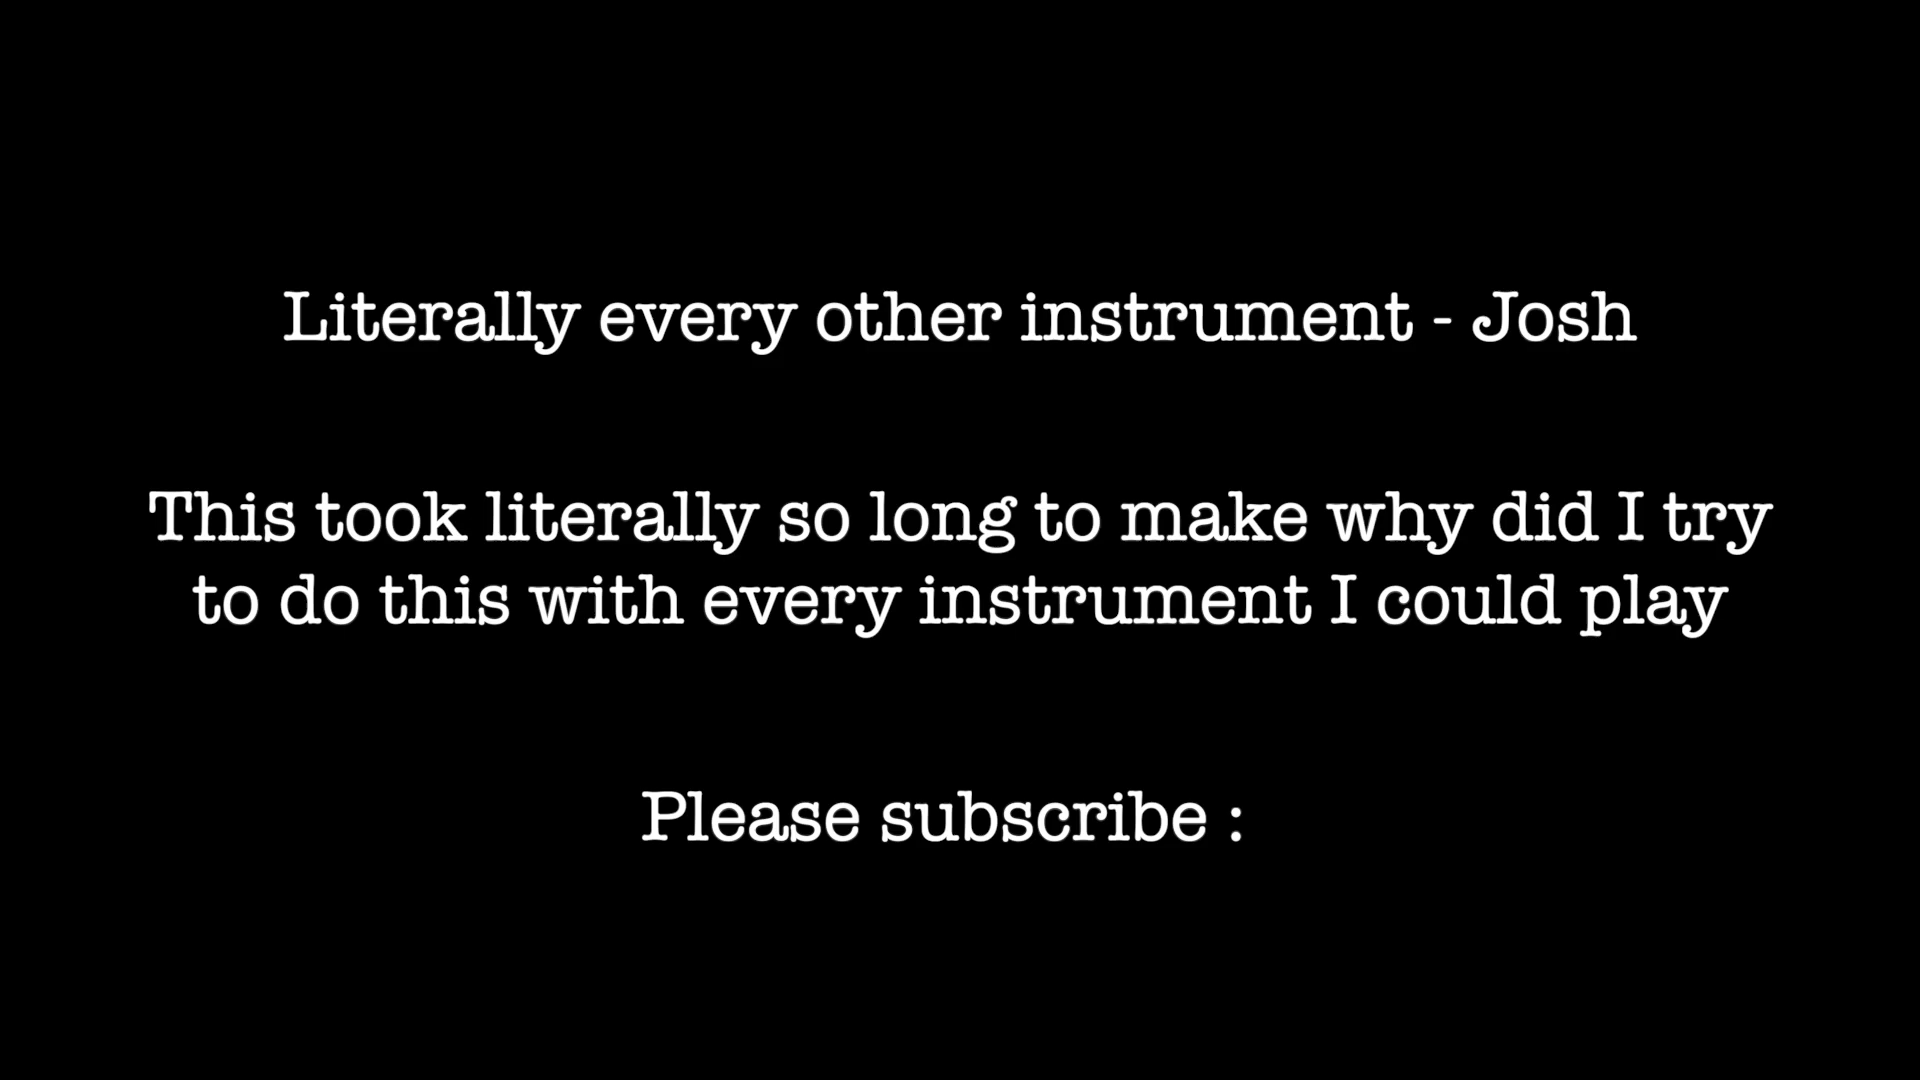 Literally every other instrument - Josh
This took literally so long to make why did I try
to do this with every instrument I could play
Please subscribe :